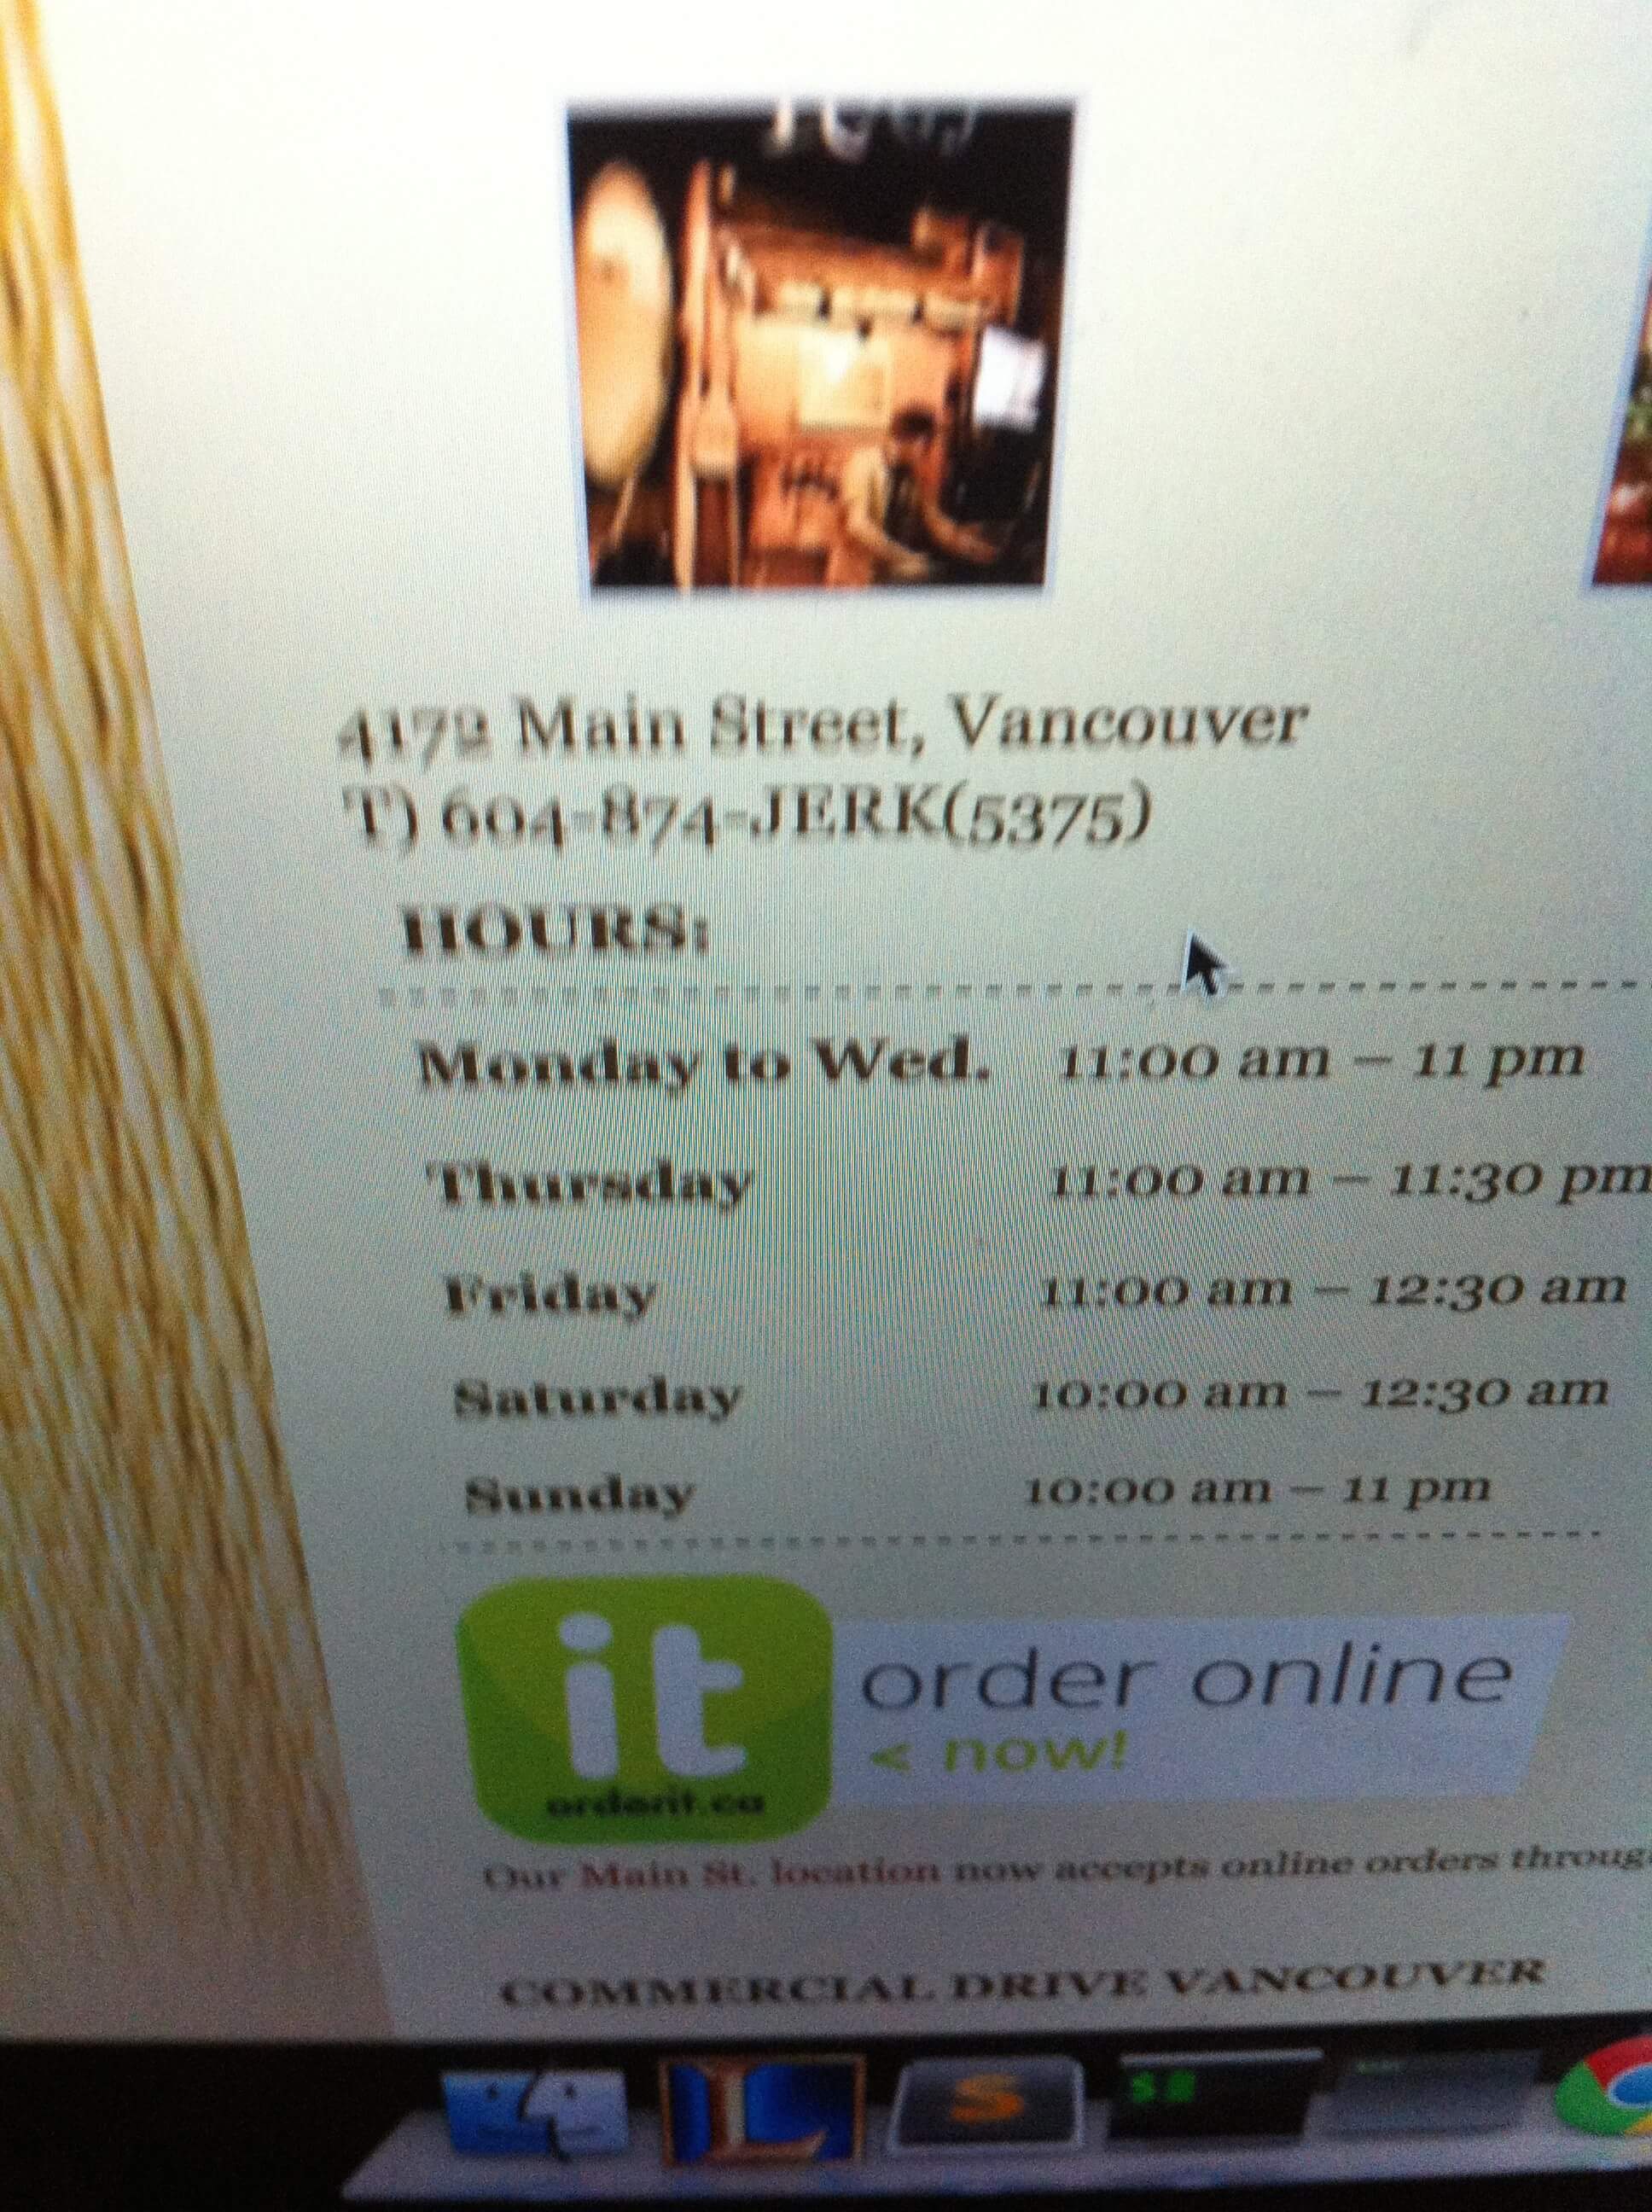 4172 Main Street, Vancouver
T) 604-874-JERK(5375)
HOURS:
Monday to Wed. 11:00 am – 11 pm
Thursday 11:00 am – 11:30 pm
Friday 11:00 am – 12:30 am
Saturday 10:00 am – 12:30 am
Sunday 10:00 am – 11 pm
it
orderit.ca
order online
< now!
Our Main St. location now accepts online orders
COMMERCIAL DRIVE VANCOUVER
L
S
$